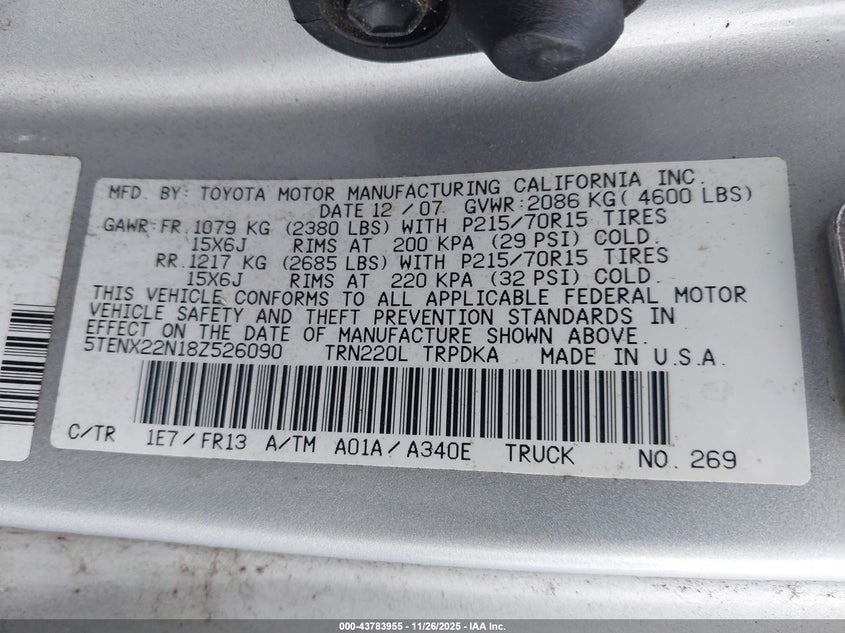 MFD. BY: TOYOTA MOTOR MANUFACTURING CALIFORNIA INC.
DATE 12 / 07 GVWR: 2086 KG ( 4600 LBS)
GAWR: FR. 1079 KG (2380 LBS) WITH P215/70R15 TIRES
15X6J RIMS AT 200 KPA (29 PSI) COLD.
RR. 1217 KG (2685 LBS) WITH P215/70R15 TIRES
15X6J RIMS AT 220 KPA (32 PSI) COLD.
THIS VEHICLE CONFORMS TO ALL APPLICABLE FEDERAL MOTOR
VEHICLE SAFETY AND THEFT PREVENTION STANDARDS IN
EFFECT ON THE DATE OF MANUFACTURE SHOWN ABOVE.
5TENX22N18Z526090 TRN220L TRPDKA MADE IN U.S.A.
C/TR 1E7 / FR13 A/TM A01A / A340E TRUCK NO. 269
000-43783955 | 11/26/2025 | IAA Inc.